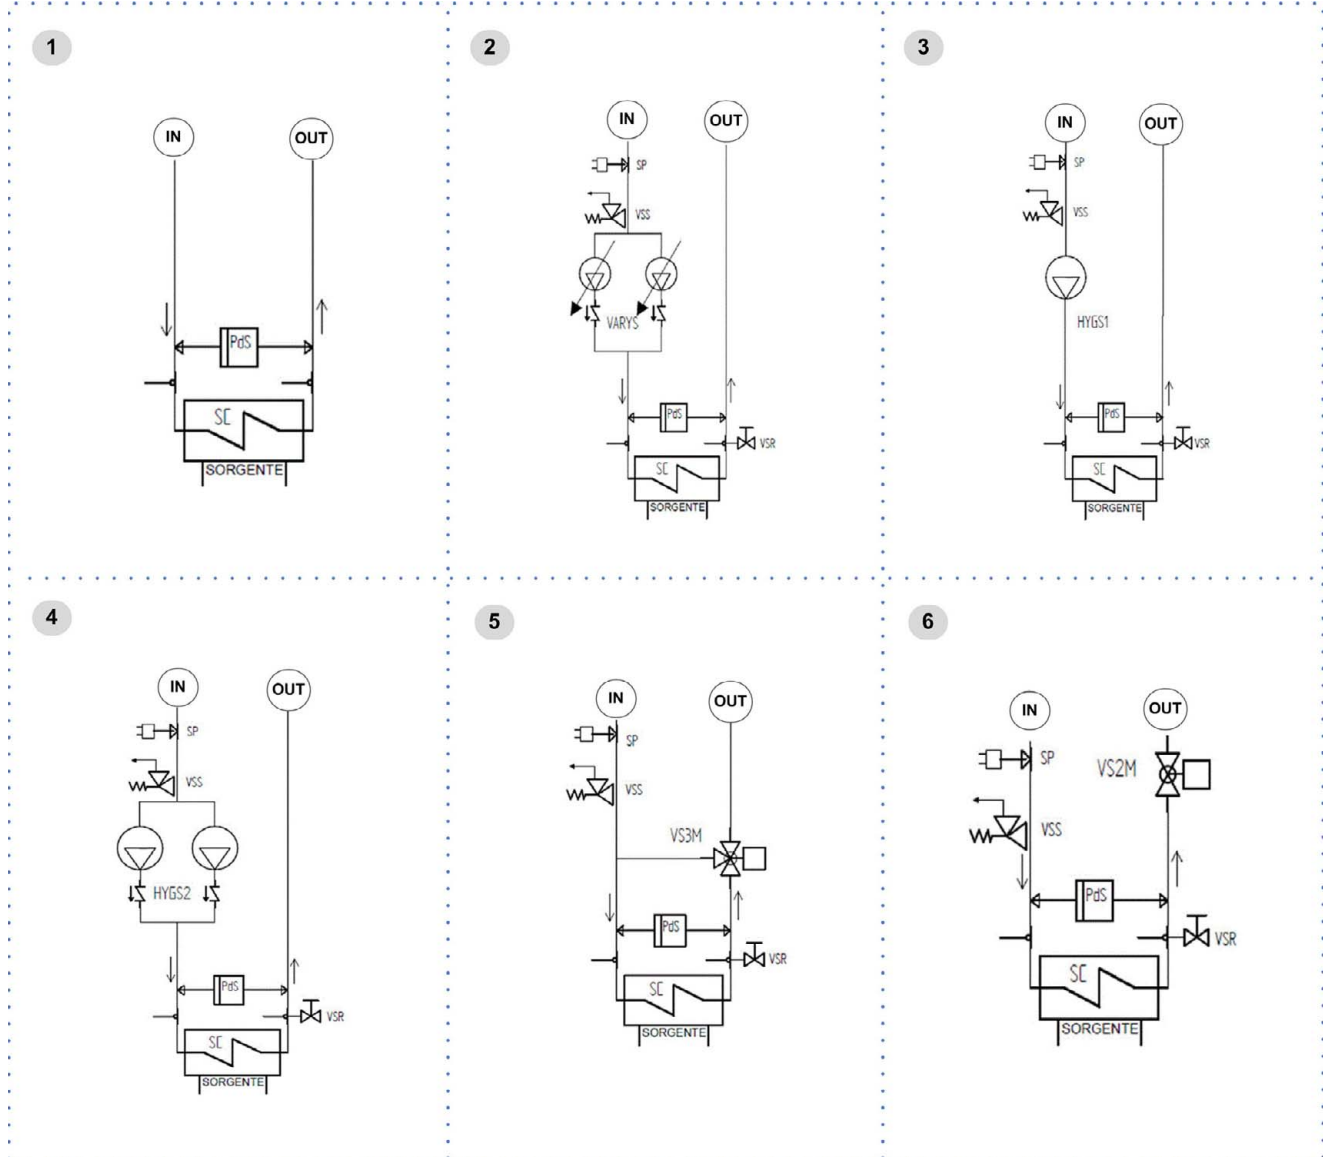 1
IN
OUT
PdS
SC
SORGENTE
2
IN
OUT
SP
VSS
VARYS
PdS
VSR
SC
SORGENTE
3
IN
OUT
SP
VSS
HYGS1
PdS
VSR
SC
SORGENTE
4
IN
OUT
SP
VSS
HYGS2
PdS
VSR
SC
SORGENTE
5
IN
OUT
SP
VSS
VS3M
PdS
VSR
SC
SORGENTE
6
IN
OUT
SP
VS2M
VSS
PdS
VSR
SC
SORGENTE